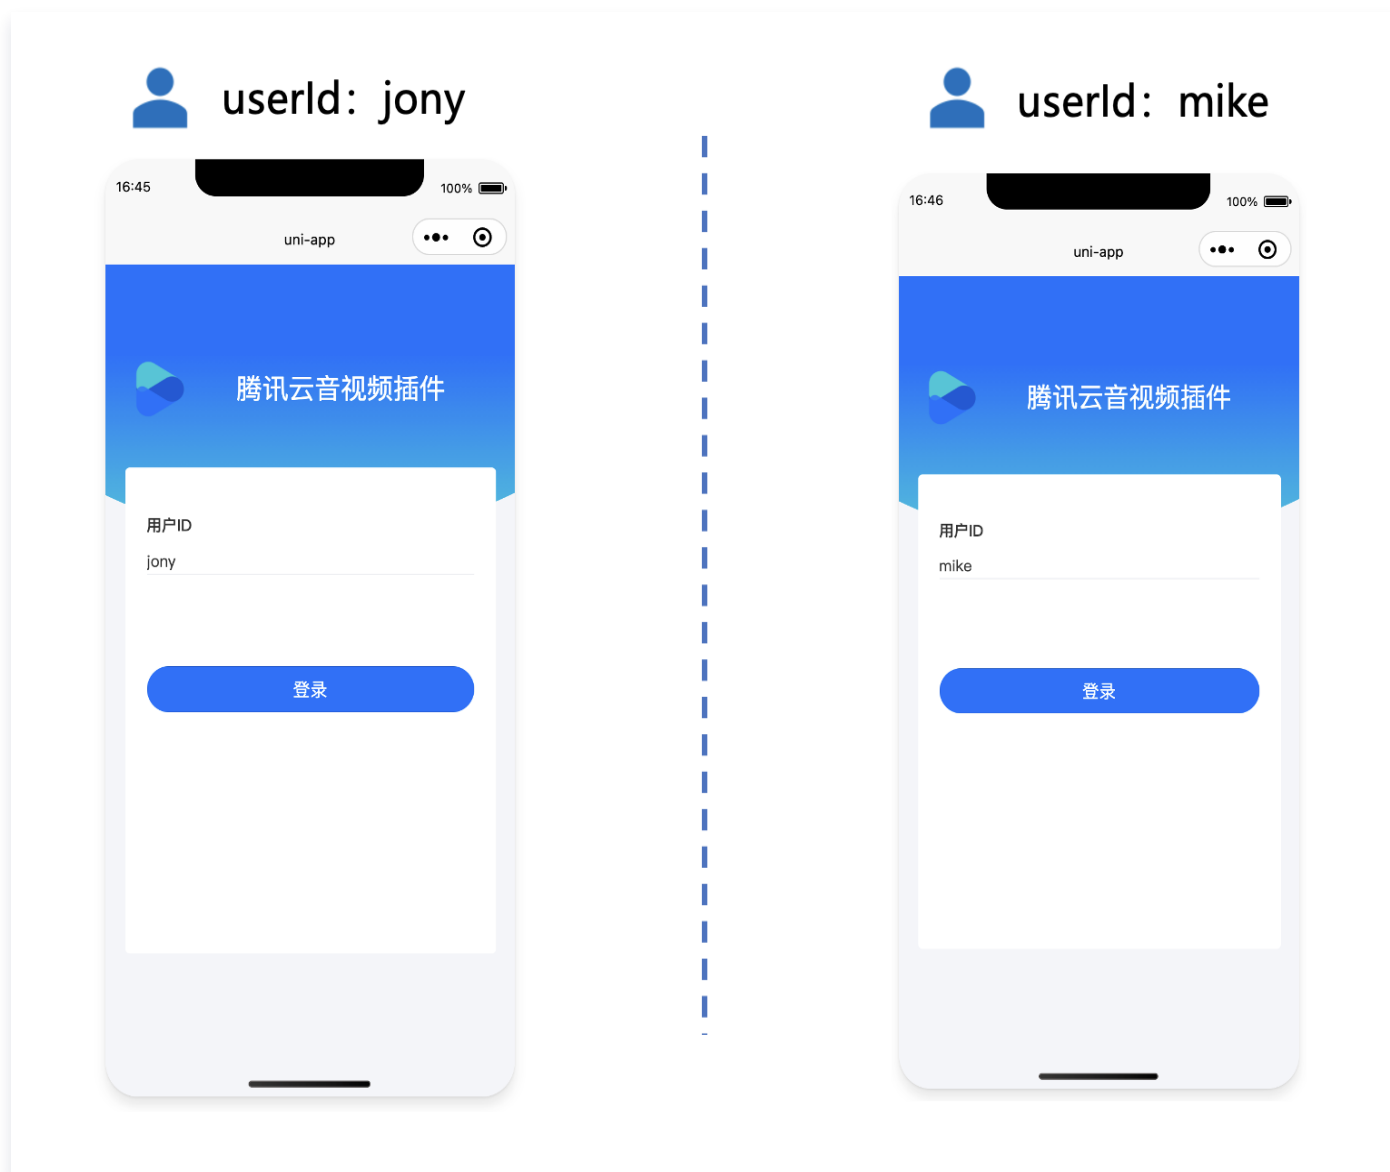 userId：jony
16:45
100%
uni-app
腾讯云音视频插件
用户ID
jony
登录
userId：mike
16:46
100%
uni-app
腾讯云音视频插件
用户ID
mike
登录